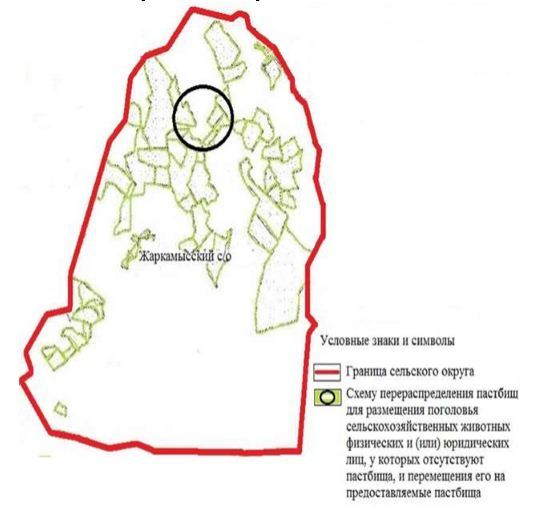 Жаркамысский с/о
Условные знаки и символы
Граница сельского округа
Схему перераспределения пастбищ
для размещения поголовья
сельскохозяйственных животных
физических и (или) юридических
лиц, у которых отсутствуют
пастбища, и перемещения его на
предоставляемые пастбища